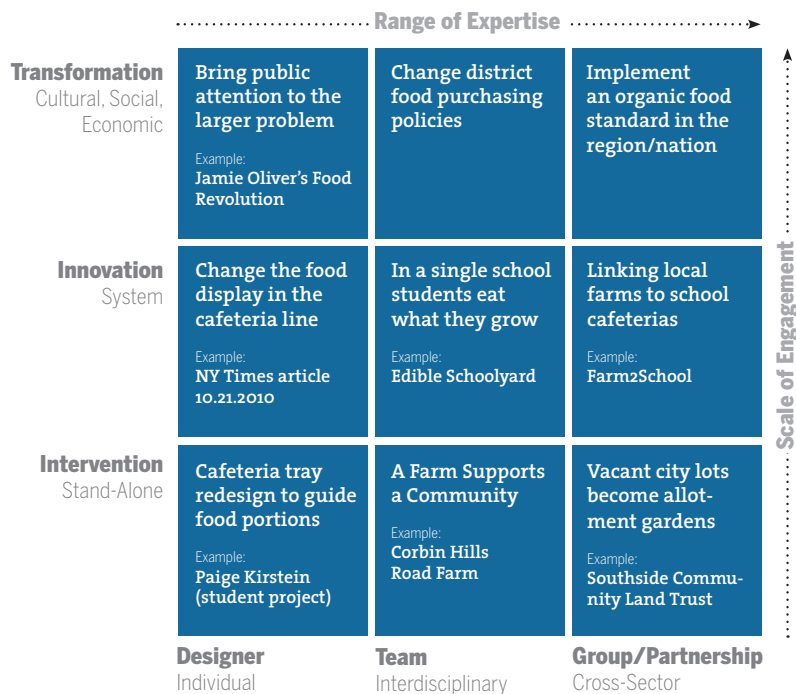 Range of Expertise
Transformation
Cultural, Social,
Economic
Bring public
attention to the
larger problem
Example:
Jamie Oliver's Food
Revolution
Change district
food purchasing
policies
Implement
an organic food
standard in the
region/nation
Innovation
System
Change the food
display in the
cafeteria line
Example:
NY Times article
10.21.2010
In a single school
students eat
what they grow
Example:
Edible Schoolyard
Linking local
farms to school
cafeterias
Example:
Farm2School
Intervention
Stand-Alone
Cafeteria tray
redesign to guide
food portions
Example:
Paige Kirstein
(student project)
A Farm Supports
a Community
Example:
Corbin Hills
Road Farm
Vacant city lots
become allot-
ment gardens
Example:
Southside Commu-
nity Land Trust
Scale of Engagement
Designer
Individual
Team
Interdisciplinary
Group/Partnership
Cross-Sector